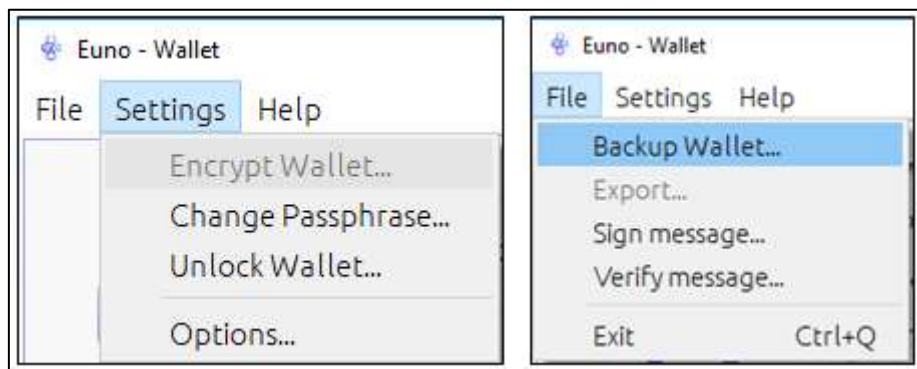 Euno - Wallet
File Settings Help
Encrypt Wallet...
Change Passphrase...
Unlock Wallet...
Options...
Euno - Wallet
File Settings Help
Backup Wallet...
Export...
Sign message...
Verify message...
Exit Ctrl+Q